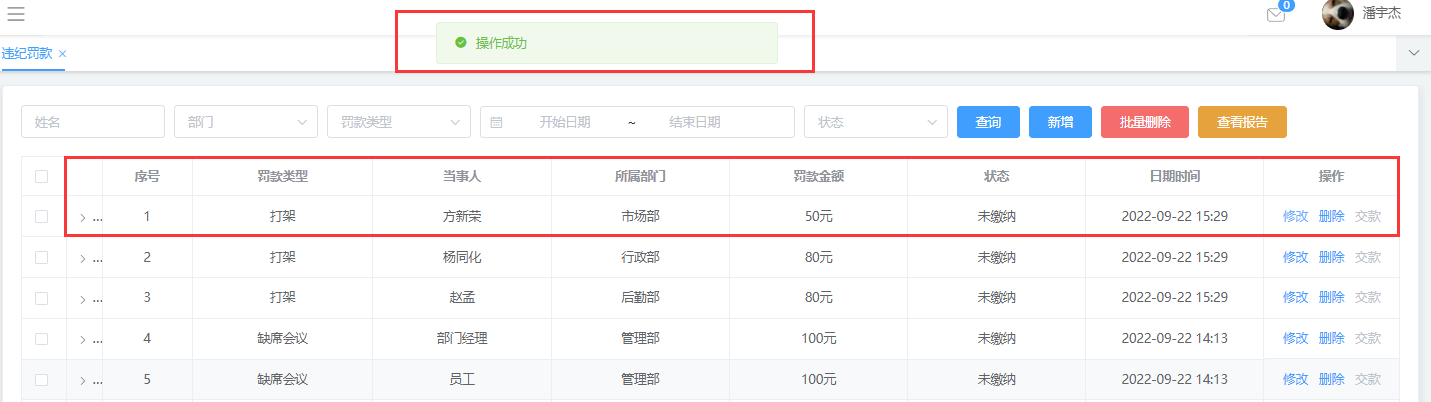 0
潘宇杰
操作成功
违纪罚款 ×
姓名 部门 罚款类型 开始日期 ~ 结束日期 状态 查询 新增 批量删除 查看报告
序号 罚款类型 当事人 所属部门 罚款金额 状态 日期时间 操作
... 1 打架 方新荣 市场部 50元 未缴纳 2022-09-22 15:29 修改 删除 交款
... 2 打架 杨同化 行政部 80元 未缴纳 2022-09-22 15:29 修改 删除 交款
... 3 打架 赵孟 后勤部 80元 未缴纳 2022-09-22 15:29 修改 删除 交款
... 4 缺席会议 部门经理 管理部 100元 未缴纳 2022-09-22 14:13 修改 删除 交款
... 5 缺席会议 员工 管理部 100元 未缴纳 2022-09-22 14:13 修改 删除 交款